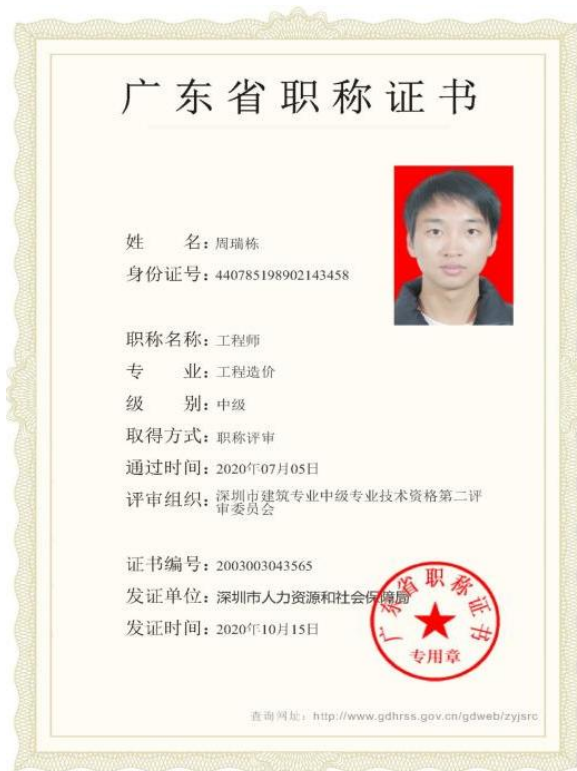 广东省职称证书
姓 名：周瑞栋
身份证号：440785198902143458
职称名称：工程师
专 业：工程造价
级 别：中级
取得方式：职称评审
通过时间：2020年07月05日
评审组织：深圳市建筑专业中级专业技术资格第二评
审委员会
证书编号：2003003043565
发证单位：深圳市人力资源和社会保障局
发证时间：2020年10月15日
广东省职称证书
专用章
查询网址：http://www.gdhrss.gov.cn/gdweb/zyjsrc